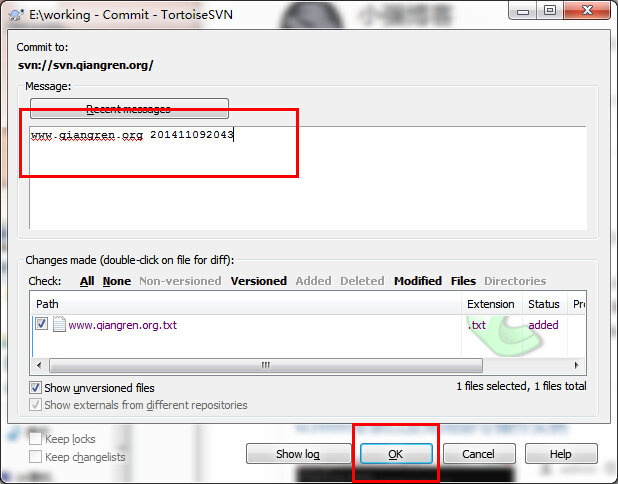 小强博客
E:\working - Commit - TortoiseSVN
Commit to:
svn://svn.qiangren.org/
Message:
Recent messages
www.qiangren.org 201411092043
Changes made (double-click on file for diff):
Check: All None Non-versioned Versioned Added Deleted Modified Files Directories
Path Extension Status Pro
www.qiangren.org.txt .txt added
Show unversioned files 1 files selected, 1 files total
Show externals from different repositories
Keep locks
Keep changelists
Show log OK Cancel Help